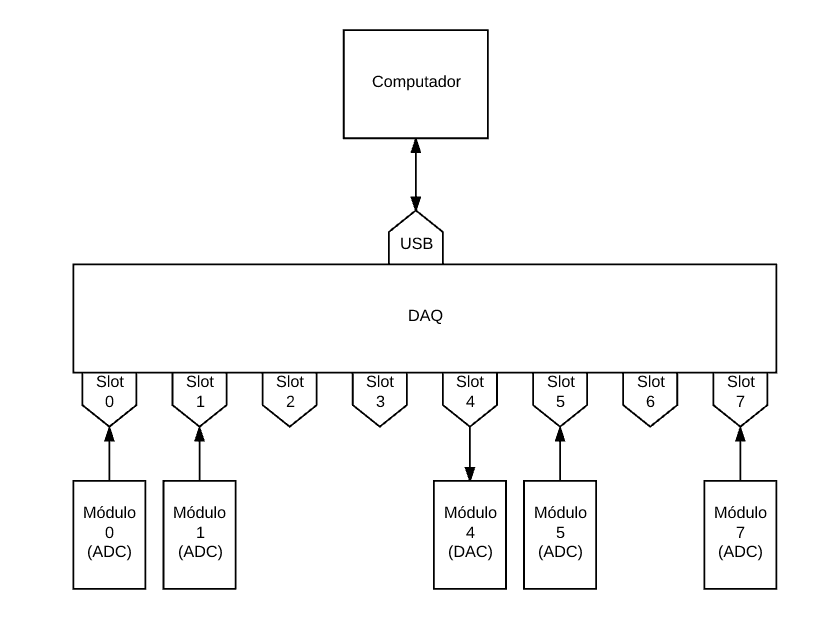 Computador
USB
DAQ
Slot
0
Slot
1
Slot
2
Slot
3
Slot
4
Slot
5
Slot
6
Slot
7
Módulo
0
(ADC)
Módulo
1
(ADC)
Módulo
4
(DAC)
Módulo
5
(ADC)
Módulo
7
(ADC)